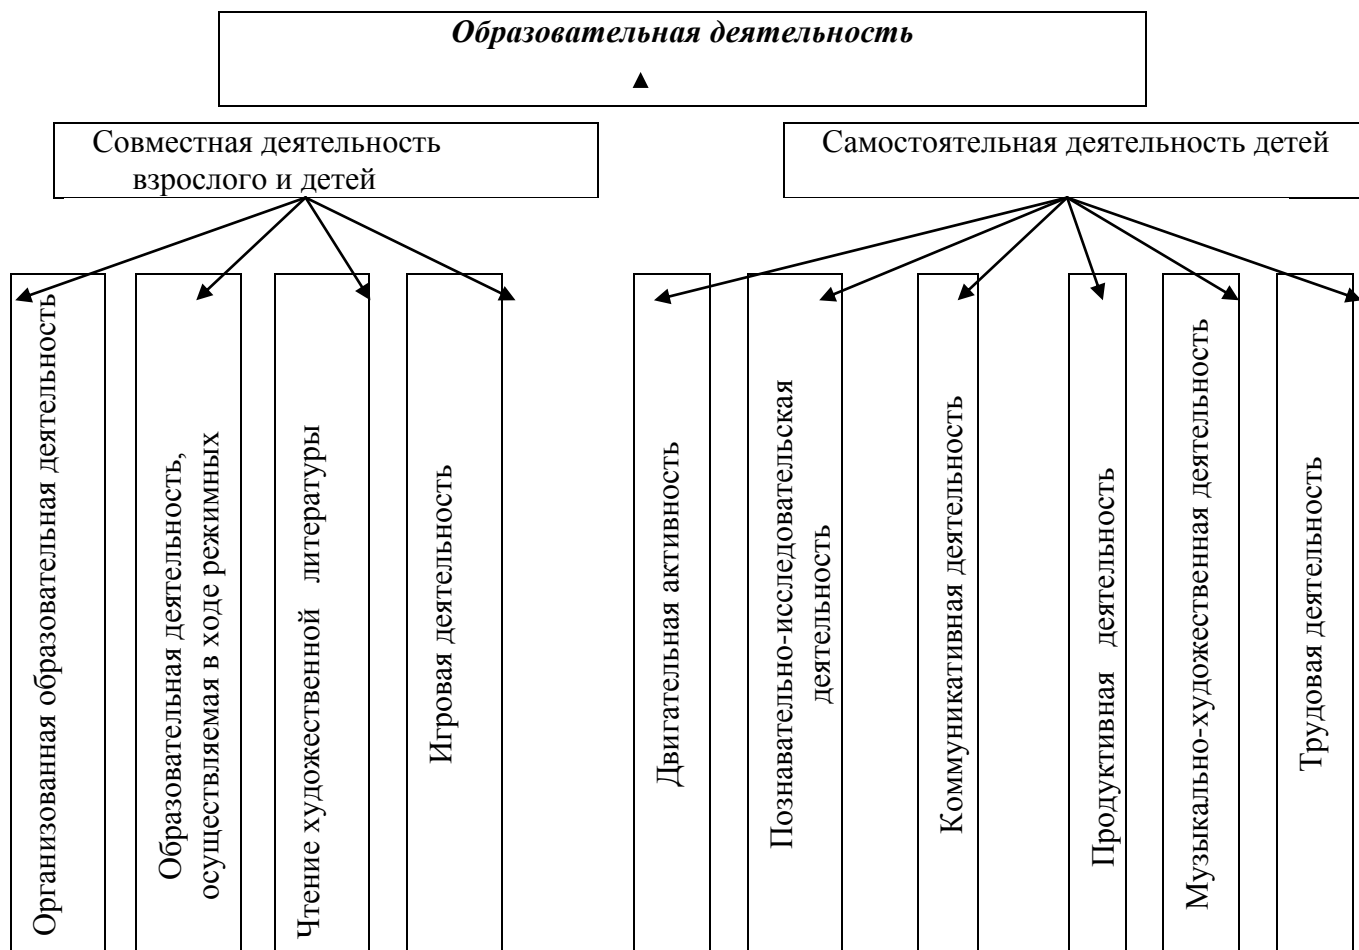 Образовательная деятельность
▲
Совместная деятельность
взрослого и детей
Самостоятельная деятельность детей
Организованная образовательная деятельность
Образовательная деятельность,
осуществляемая в ходе режимных
Чтение художественной литературы
Игровая деятельность
Двигательная активность
Познавательно-исследовательская
деятельность
Коммуникативная деятельность
Продуктивная деятельность
Музыкально-художественная деятельность
Трудовая деятельность